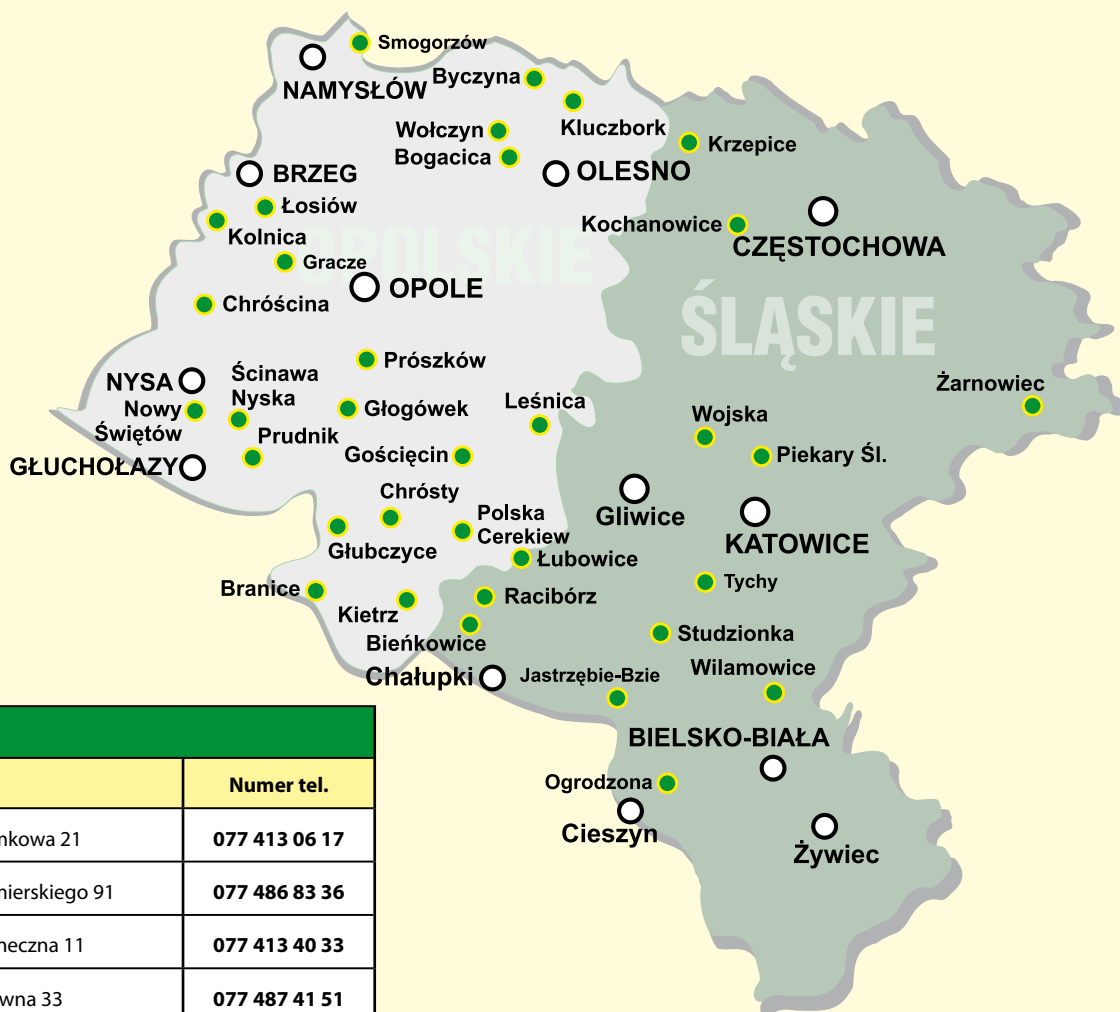 Smogorzów
NAMYSŁÓW
Byczyna
Kluczbork
Wołczyn
Bogacica
Krzepice
BRZEG
OLESNO
Łosiów
Kolnica
Kochanowice
CZĘSTOCHOWA
OPOLSKIE
Gracze
OPOLE
Chróścina
ŚLĄSKIE
Prószków
NYSA
Ścinawa
Nyska
Nowy
Świętów
Głogówek
Leśnica
Żarnowiec
Wojska
Prudnik
Gościęcin
Piekary Śl.
GŁUCHOŁAZY
Chrósty
Polska
Cerekiew
Gliwice
KATOWICE
Głubczyce
Łubowice
Branice
Racibórz
Tychy
Kietrz
Bieńkowice
Studzionka
Chałupki
Jastrzębie-Bzie
Wilamowice
BIELSKO-BIAŁA
Ogrodzona
Cieszyn
Żywiec
Numer tel.
mkowa 21
077 413 06 17
mierskiego 91
077 486 83 36
neczna 11
077 413 40 33
wna 33
077 487 41 51